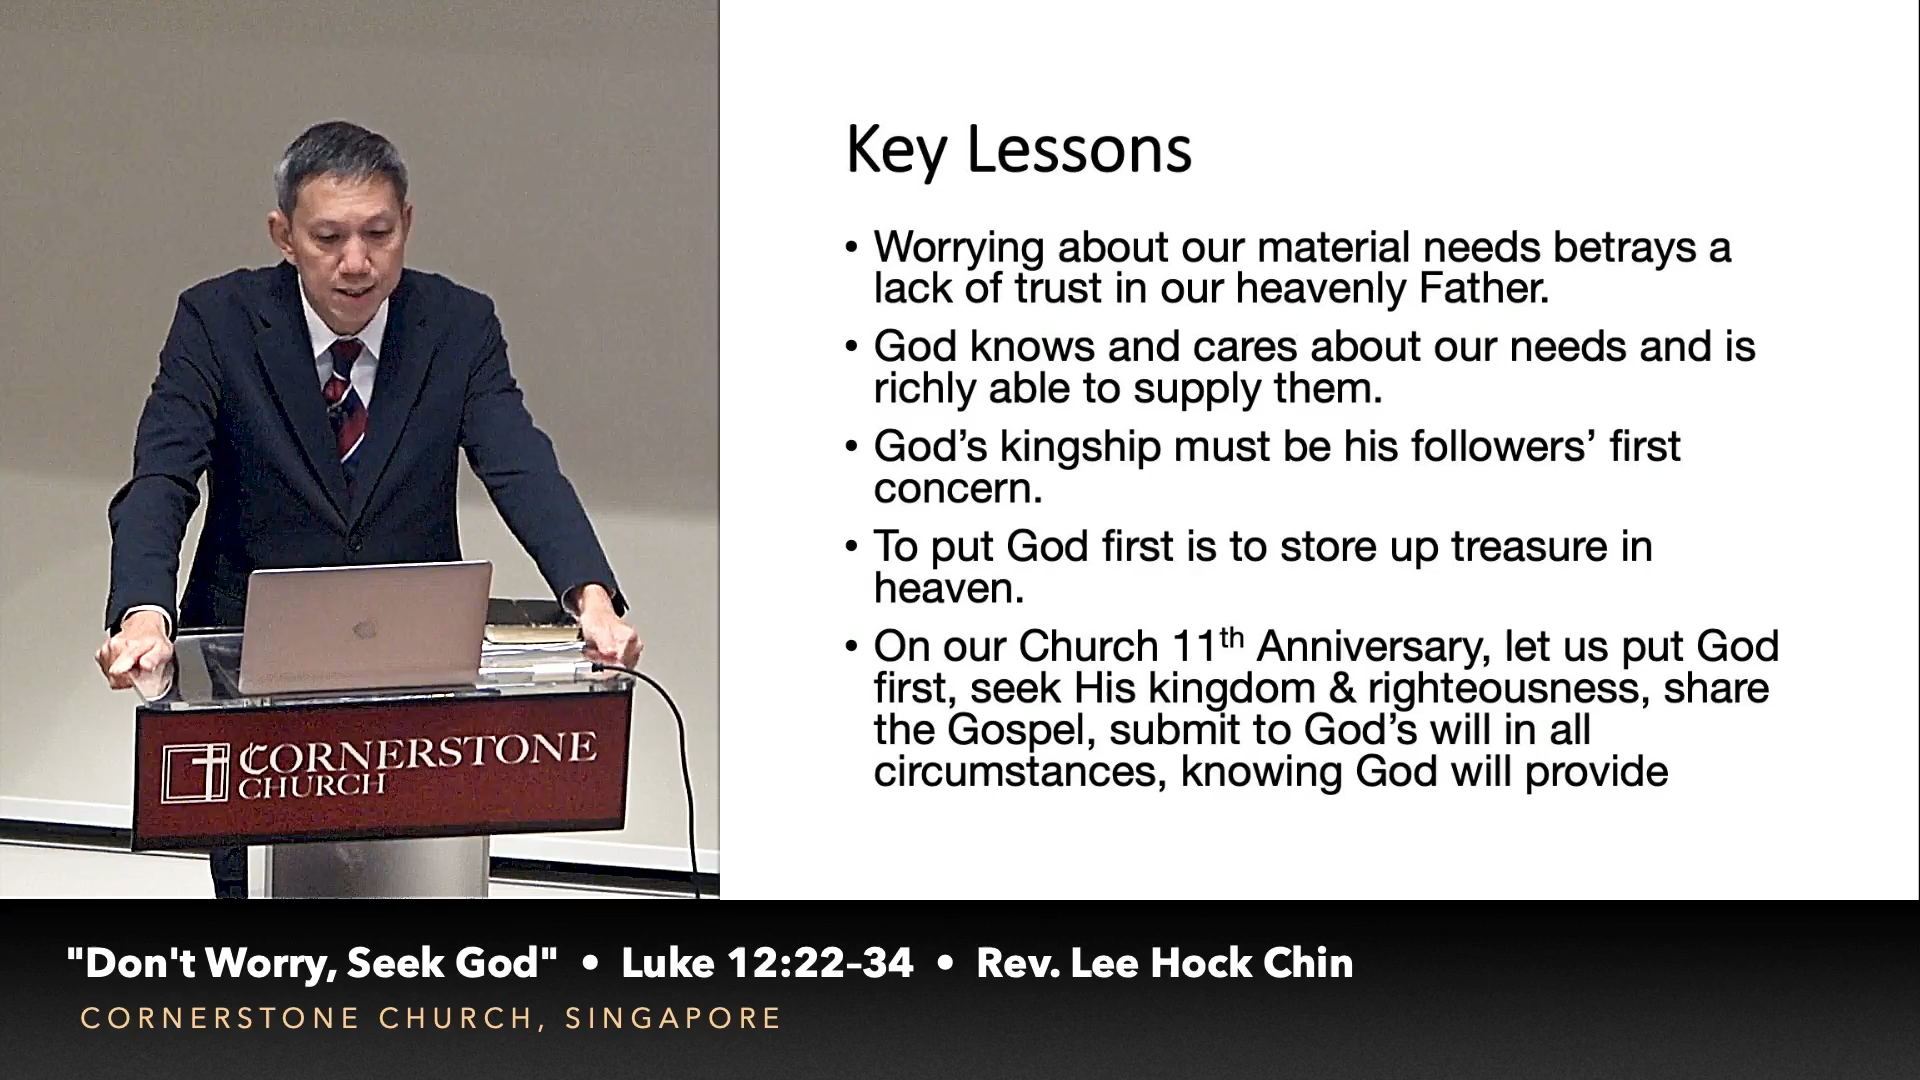 Key Lessons
• Worrying about our material needs betrays a
lack of trust in our heavenly Father.
• God knows and cares about our needs and is
richly able to supply them.
• God’s kingship must be his followers’ first
concern.
• To put God first is to store up treasure in
heaven.
• On our Church 11th Anniversary, let us put God
first, seek His kingdom & righteousness, share
the Gospel, submit to God’s will in all
circumstances, knowing God will provide
CORNERSTONE
CHURCH
"Don't Worry, Seek God" • Luke 12:22–34 • Rev. Lee Hock Chin
CORNERSTONE CHURCH, SINGAPORE